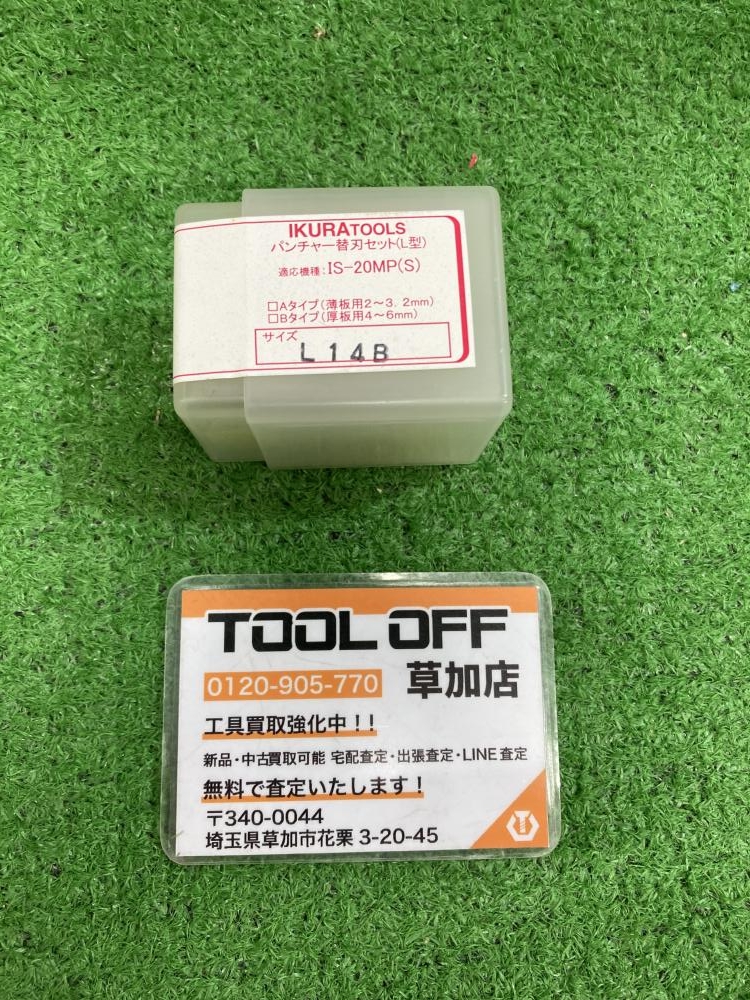 IKURATOOLS
パンチャー替刃セット(L型)
適応機種:IS-20MP(S)
□Aタイプ(薄板用2～3.2mm)
□Bタイプ(厚板用4～6mm)
サイズ
L14B
TOOL OFF
0120-905-770 草加店
工具買取強化中!!
新品・中古買取可能 宅配査定・出張査定・LINE査定
無料で査定いたします!
〒340-0044
埼玉県草加市花栗 3-20-45